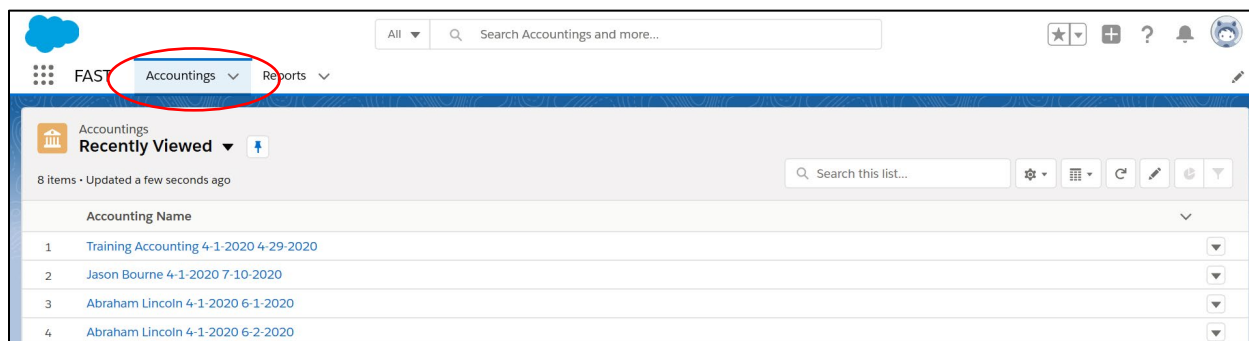 All Search Accountings and more...
FAST Accountings Reports
Accountings
Recently Viewed
8 items • Updated a few seconds ago
Search this list...
Accounting Name
1 Training Accounting 4-1-2020 4-29-2020
2 Jason Bourne 4-1-2020 7-10-2020
3 Abraham Lincoln 4-1-2020 6-1-2020
4 Abraham Lincoln 4-1-2020 6-2-2020